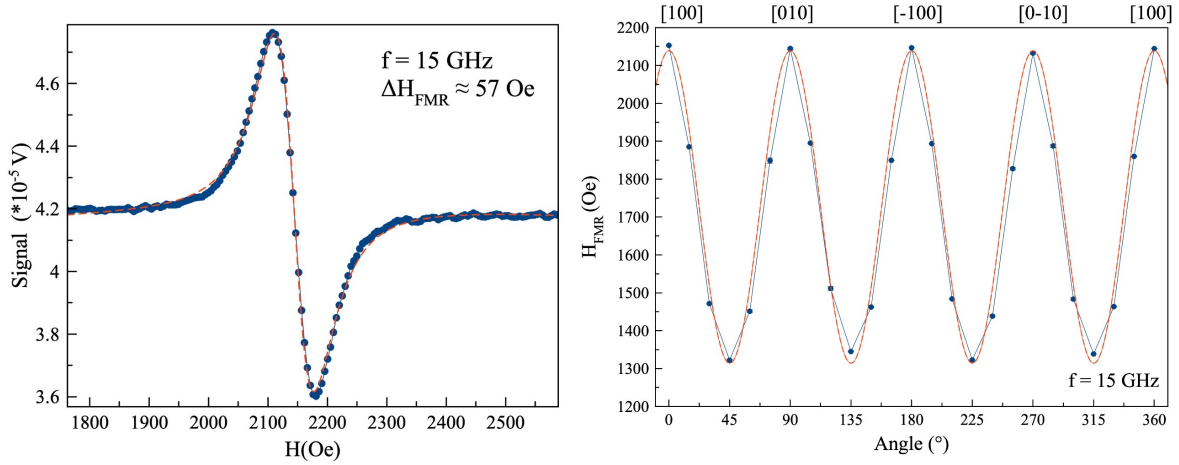 f = 15 GHz
ΔH_FMR ≈ 57 Oe
4.6
4.4
4.2
4
3.8
3.6
Signal (*10⁻⁵ V)
1800 1900 2000 2100 2200 2300 2400 2500
H(Oe)
[100] [010] [-100] [0-10] [100]
2200
2100
2000
1900
1800
1700
1600
1500
1400
1300
1200
H_FMR (Oe)
f = 15 GHz
0 45 90 135 180 225 270 315 360
Angle (°)